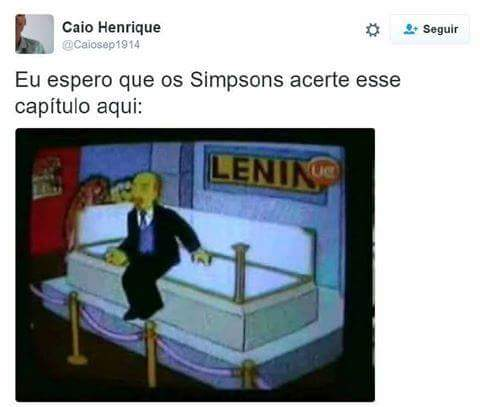 Caio Henrique
@Caiosep1914
Seguir
Eu espero que os Simpsons acerte esse
capítulo aqui:
LENIN